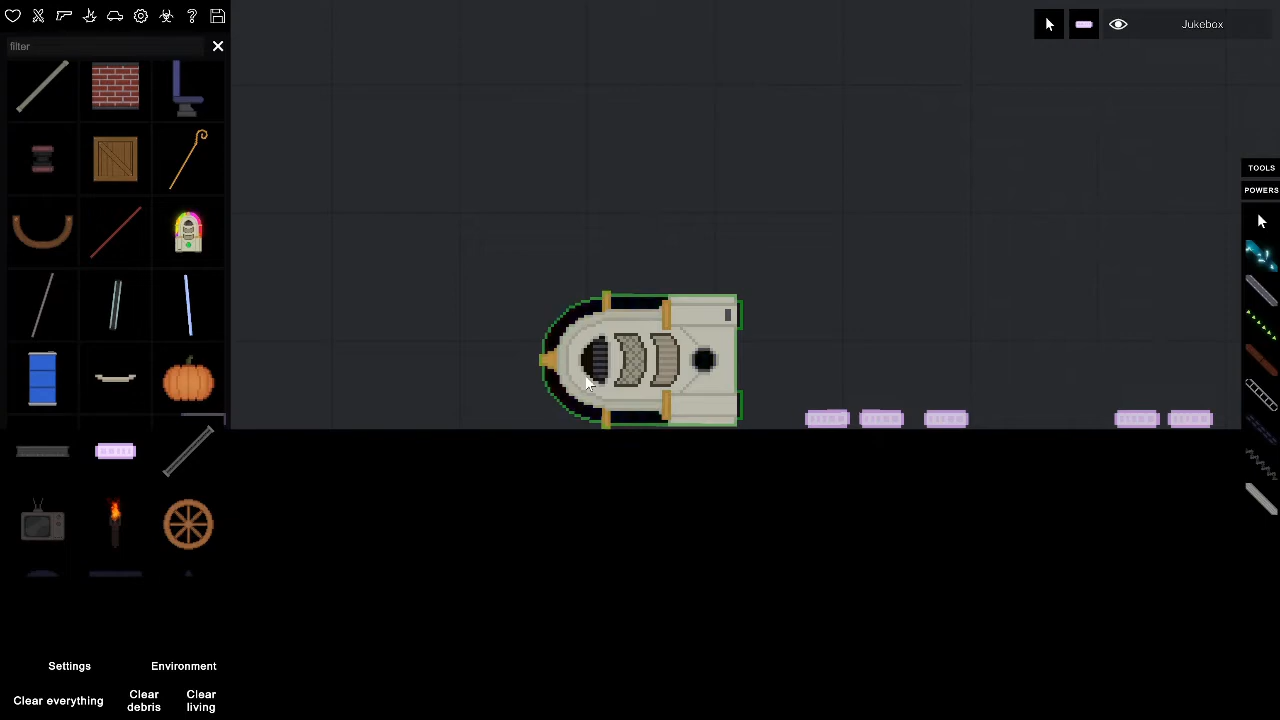 filter
Jukebox
TOOLS
POWERS
Settings
Environment
Clear everything
Clear
debris
Clear
living